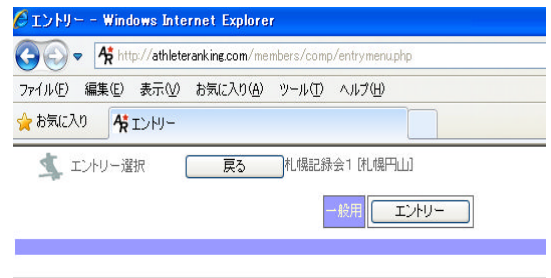 エントリー - Windows Internet Explorer
http://athleteranking.com/members/comp/entrymenu.php
ファイル(F) 編集(E) 表示(V) お気に入り(A) ツール(T) ヘルプ(H)
お気に入り AR エントリー
エントリー選択 戻る 札幌記録会1 [札幌円山]
一般用 エントリー